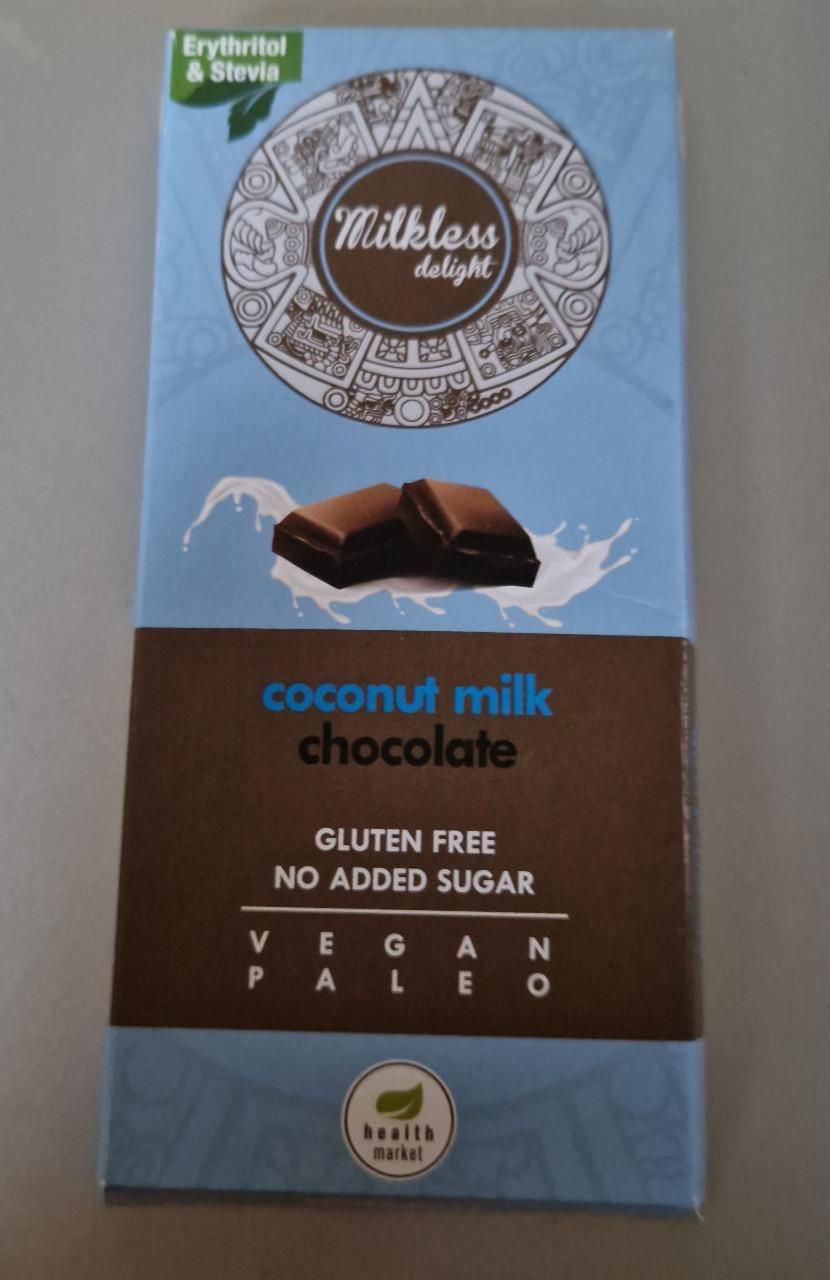 Erythritol
& Stevia
Milkless
delight
coconut milk
chocolate
GLUTEN FREE
NO ADDED SUGAR
VEGAN
PALEO
health
market